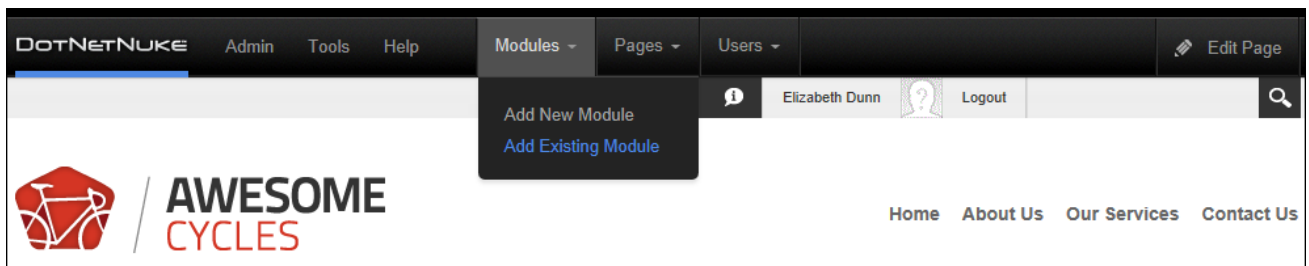 DOTNETNUKE Admin Tools Help Modules Pages Users Edit Page
Elizabeth Dunn Logout
Add New Module
Add Existing Module
AWESOME
CYCLES
Home About Us Our Services Contact Us